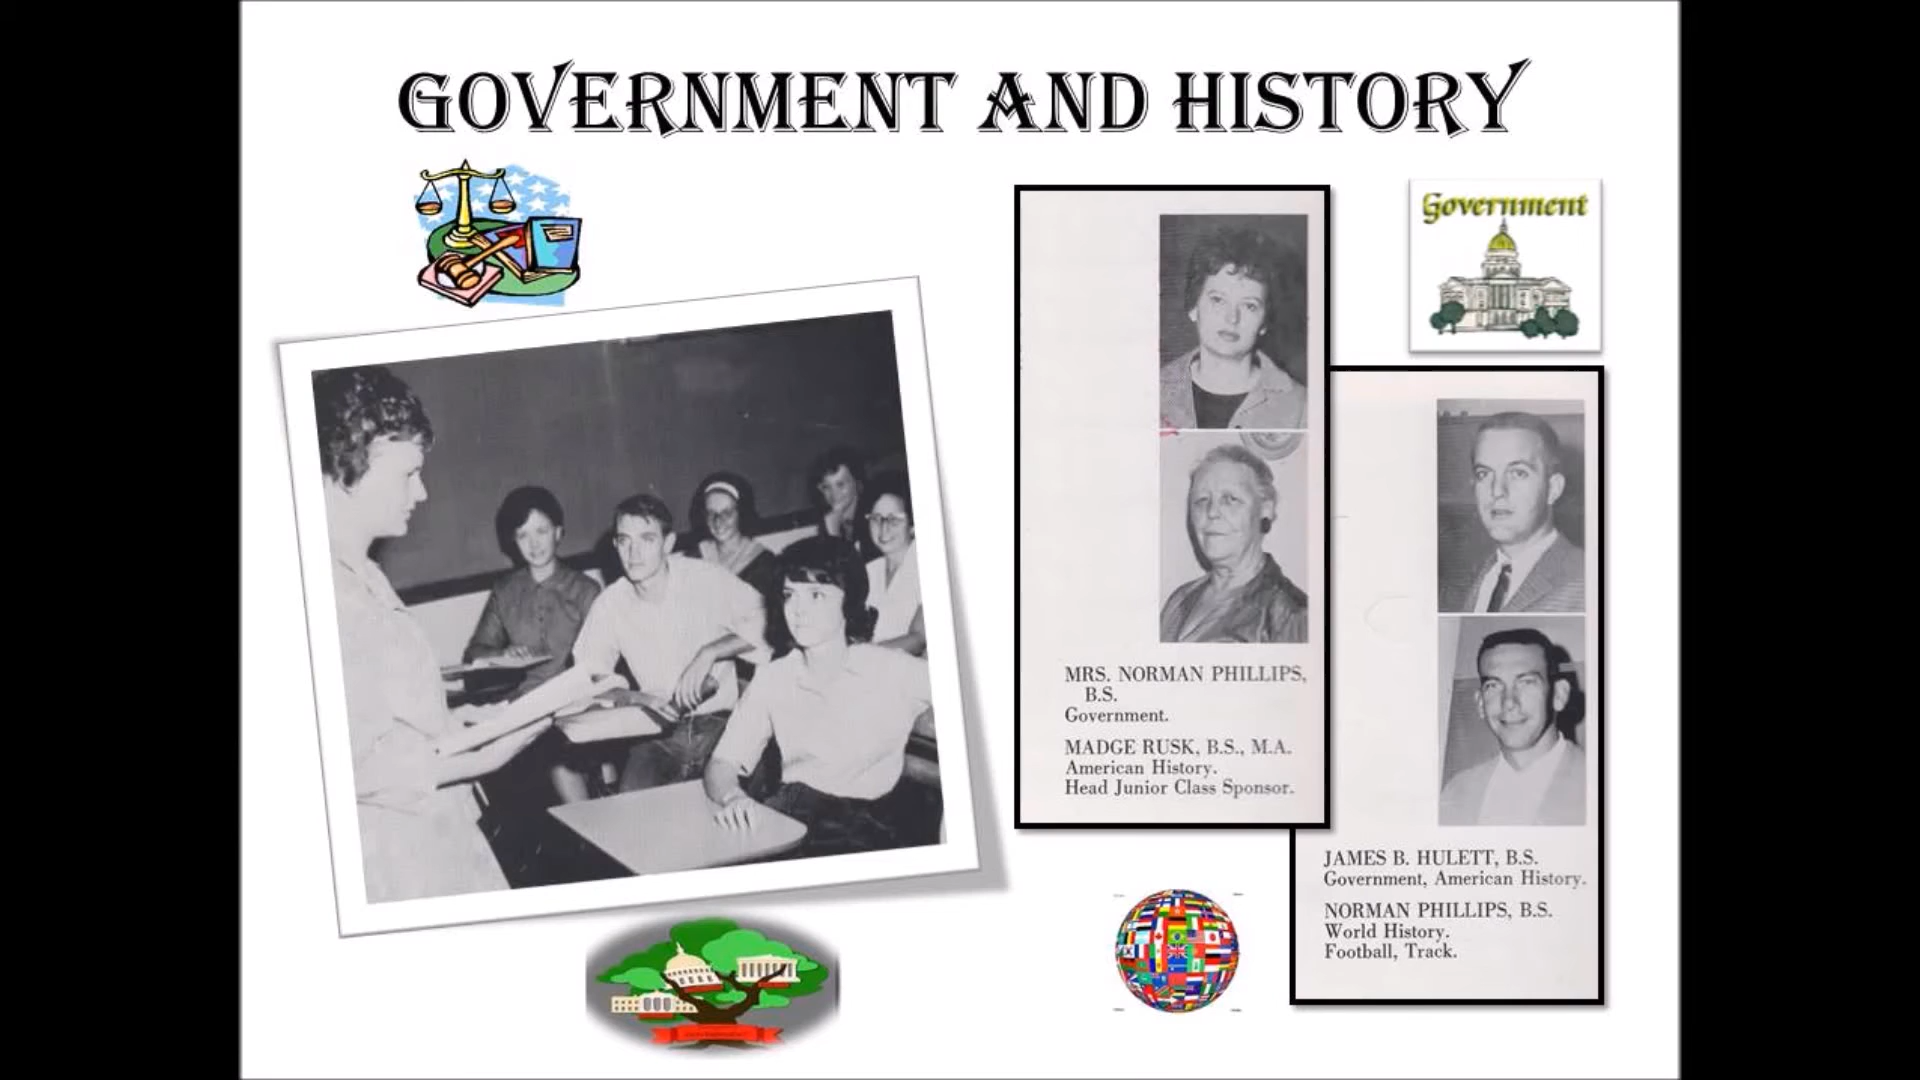 GOVERNMENT AND HISTORY
Government
MRS. NORMAN PHILLIPS,
B.S.
Government.
MADGE RUSK, B.S., M.A.
American History.
Head Junior Class Sponsor.
JAMES B. HULETT, B.S.
Government, American History.
NORMAN PHILLIPS, B.S.
World History.
Football, Track.